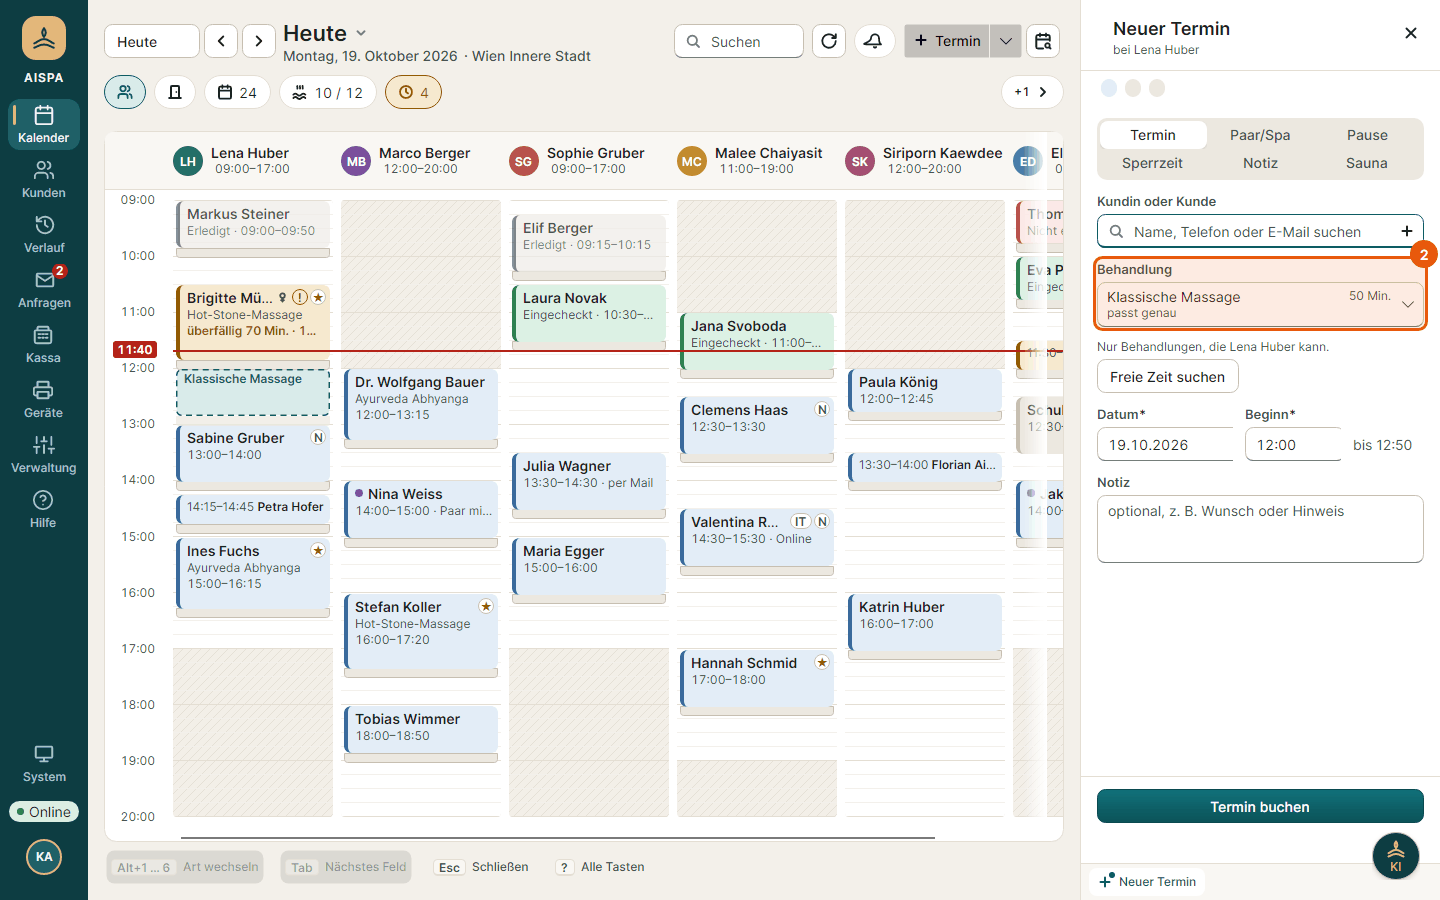 AISPA
Kalender
Kunden
Verlauf
2
Anfragen
Kassa
Geräte
Verwaltung
Hilfe
System
Online
KA
Heute
Heute
Montag, 19. Oktober 2026 · Wien Innere Stadt
Suchen
Termin
24
10 / 12
4
+1
LH
Lena Huber
09:00–17:00
MB
Marco Berger
12:00–20:00
SG
Sophie Gruber
09:00–17:00
MC
Malee Chaiyasit
11:00–19:00
SK
Siriporn Kaewdee
12:00–20:00
ED
09:00
10:00
11:00
11:40
12:00
13:00
14:00
15:00
16:00
17:00
18:00
19:00
20:00
Markus Steiner
Erledigt · 09:00–09:50
Brigitte Mü...
Hot-Stone-Massage
überfällig 70 Min. · 1...
Klassische Massage
Sabine Gruber
N
13:00–14:00
14:15–14:45 Petra Hofer
Ines Fuchs
Ayurveda Abhyanga
15:00–16:15
Dr. Wolfgang Bauer
Ayurveda Abhyanga
12:00–13:15
Nina Weiss
14:00–15:00 · Paar mi...
Stefan Koller
Hot-Stone-Massage
16:00–17:20
Tobias Wimmer
18:00–18:50
Elif Berger
Erledigt · 09:15–10:15
Laura Novak
Eingecheckt · 10:30–...
Julia Wagner
13:30–14:30 · per Mail
Maria Egger
15:00–16:00
Jana Svoboda
Eingecheckt · 11:00–...
Clemens Haas
N
12:30–13:30
Valentina R...
IT
N
14:30–15:30 · Online
Hannah Schmid
17:00–18:00
Paula König
12:00–12:45
13:30–14:00 Florian Ai...
Katrin Huber
16:00–17:00
Alt+1 … 6
Art wechseln
Tab
Nächstes Feld
Esc
Schließen
?
Alle Tasten
Neuer Termin
bei Lena Huber
Termin
Paar/Spa
Pause
Sperrzeit
Notiz
Sauna
Kundin oder Kunde
Name, Telefon oder E-Mail suchen
2
Behandlung
Klassische Massage
50 Min.
passt genau
Nur Behandlungen, die Lena Huber kann.
Freie Zeit suchen
Datum*
Beginn*
19.10.2026
12:00
bis 12:50
Notiz
optional, z. B. Wunsch oder Hinweis
Termin buchen
KI
Neuer Termin